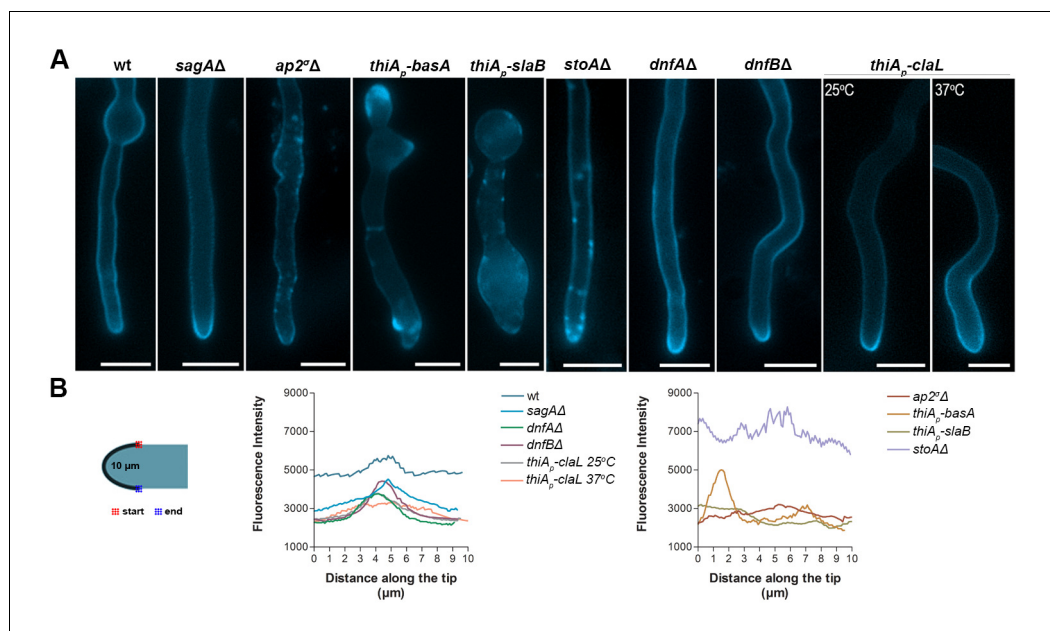 A
wt
sagAΔ
ap2σΔ
thiAp-basA
thiAp-slaB
stoAΔ
dnfAΔ
dnfBΔ
thiAp-claL
25oC
37oC
B
10 μm
start
end
Fluorescence Intensity
9000
7000
5000
3000
1000
0 1 2 3 4 5 6 7 8 9 10
Distance along the tip
(μm)
wt
sagAΔ
dnfAΔ
dnfBΔ
thiAp-claL 25oC
thiAp-claL 37oC
Fluorescence Intensity
9000
7000
5000
3000
1000
0 1 2 3 4 5 6 7 8 9 10
Distance along the tip
(μm)
ap2σΔ
thiAp-basA
thiAp-slaB
stoAΔ